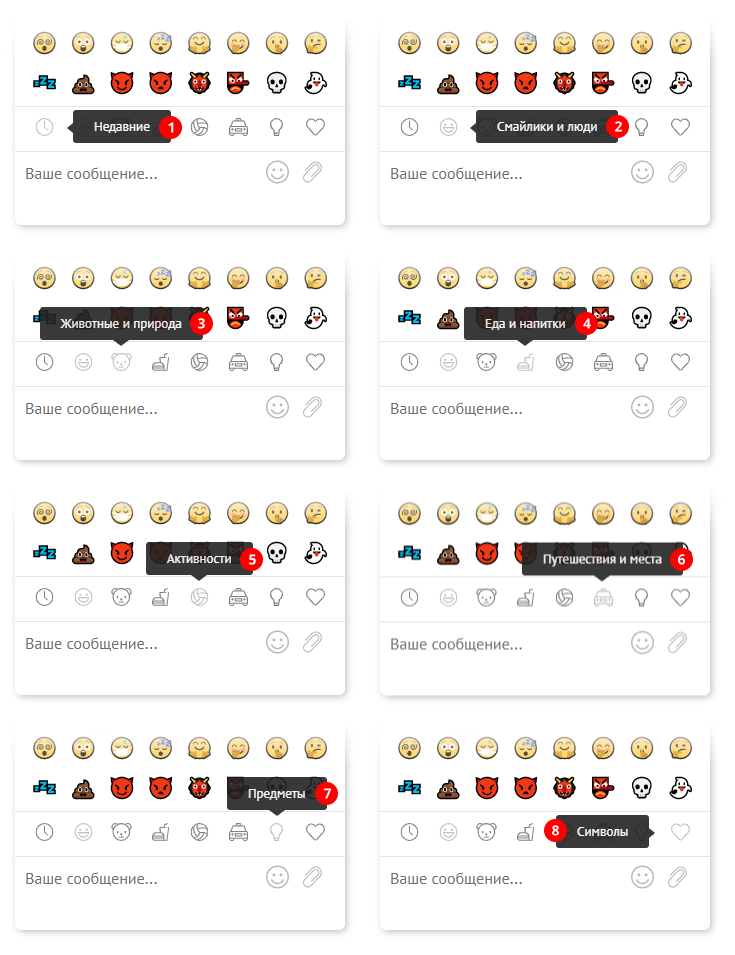 Недавние 1
Ваше сообщение...
Смайлики и люди 2
Ваше сообщение...
Животные и природа 3
Ваше сообщение...
Еда и напитки 4
Ваше сообщение...
Активности 5
Ваше сообщение...
Путешествия и места 6
Ваше сообщение...
Предметы 7
Ваше сообщение...
8 Символы
Ваше сообщение...